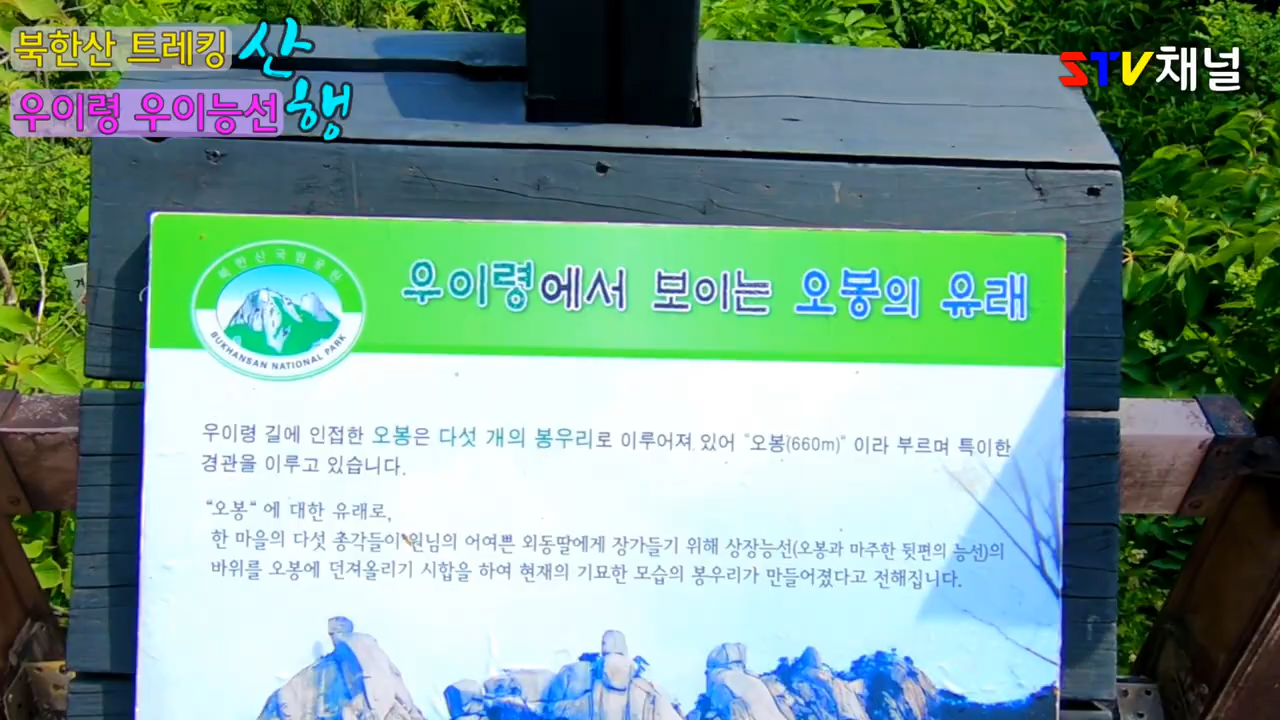 북한산 트레킹 산
우이령 우이능선 행
STV채널
북한산국립공원
BUKHANSAN NATIONAL PARK
우이령에서 보이는 오봉의 유래
우이령 길에 인접한 오봉은 다섯 개의 봉우리로 이루어져 있어 "오봉(660m)" 이라 부르며 특이한
경관을 이루고 있습니다.
“오봉“ 에 대한 유래로,
한 마을의 다섯 총각들이 원님의 어여쁜 외동딸에게 장가들기 위해 상장능선(오봉과 마주한 뒷편의 능선)의
바위를 오봉에 던져올리기 시합을 하여 현재의 기묘한 모습의 봉우리가 만들어졌다고 전해집니다.